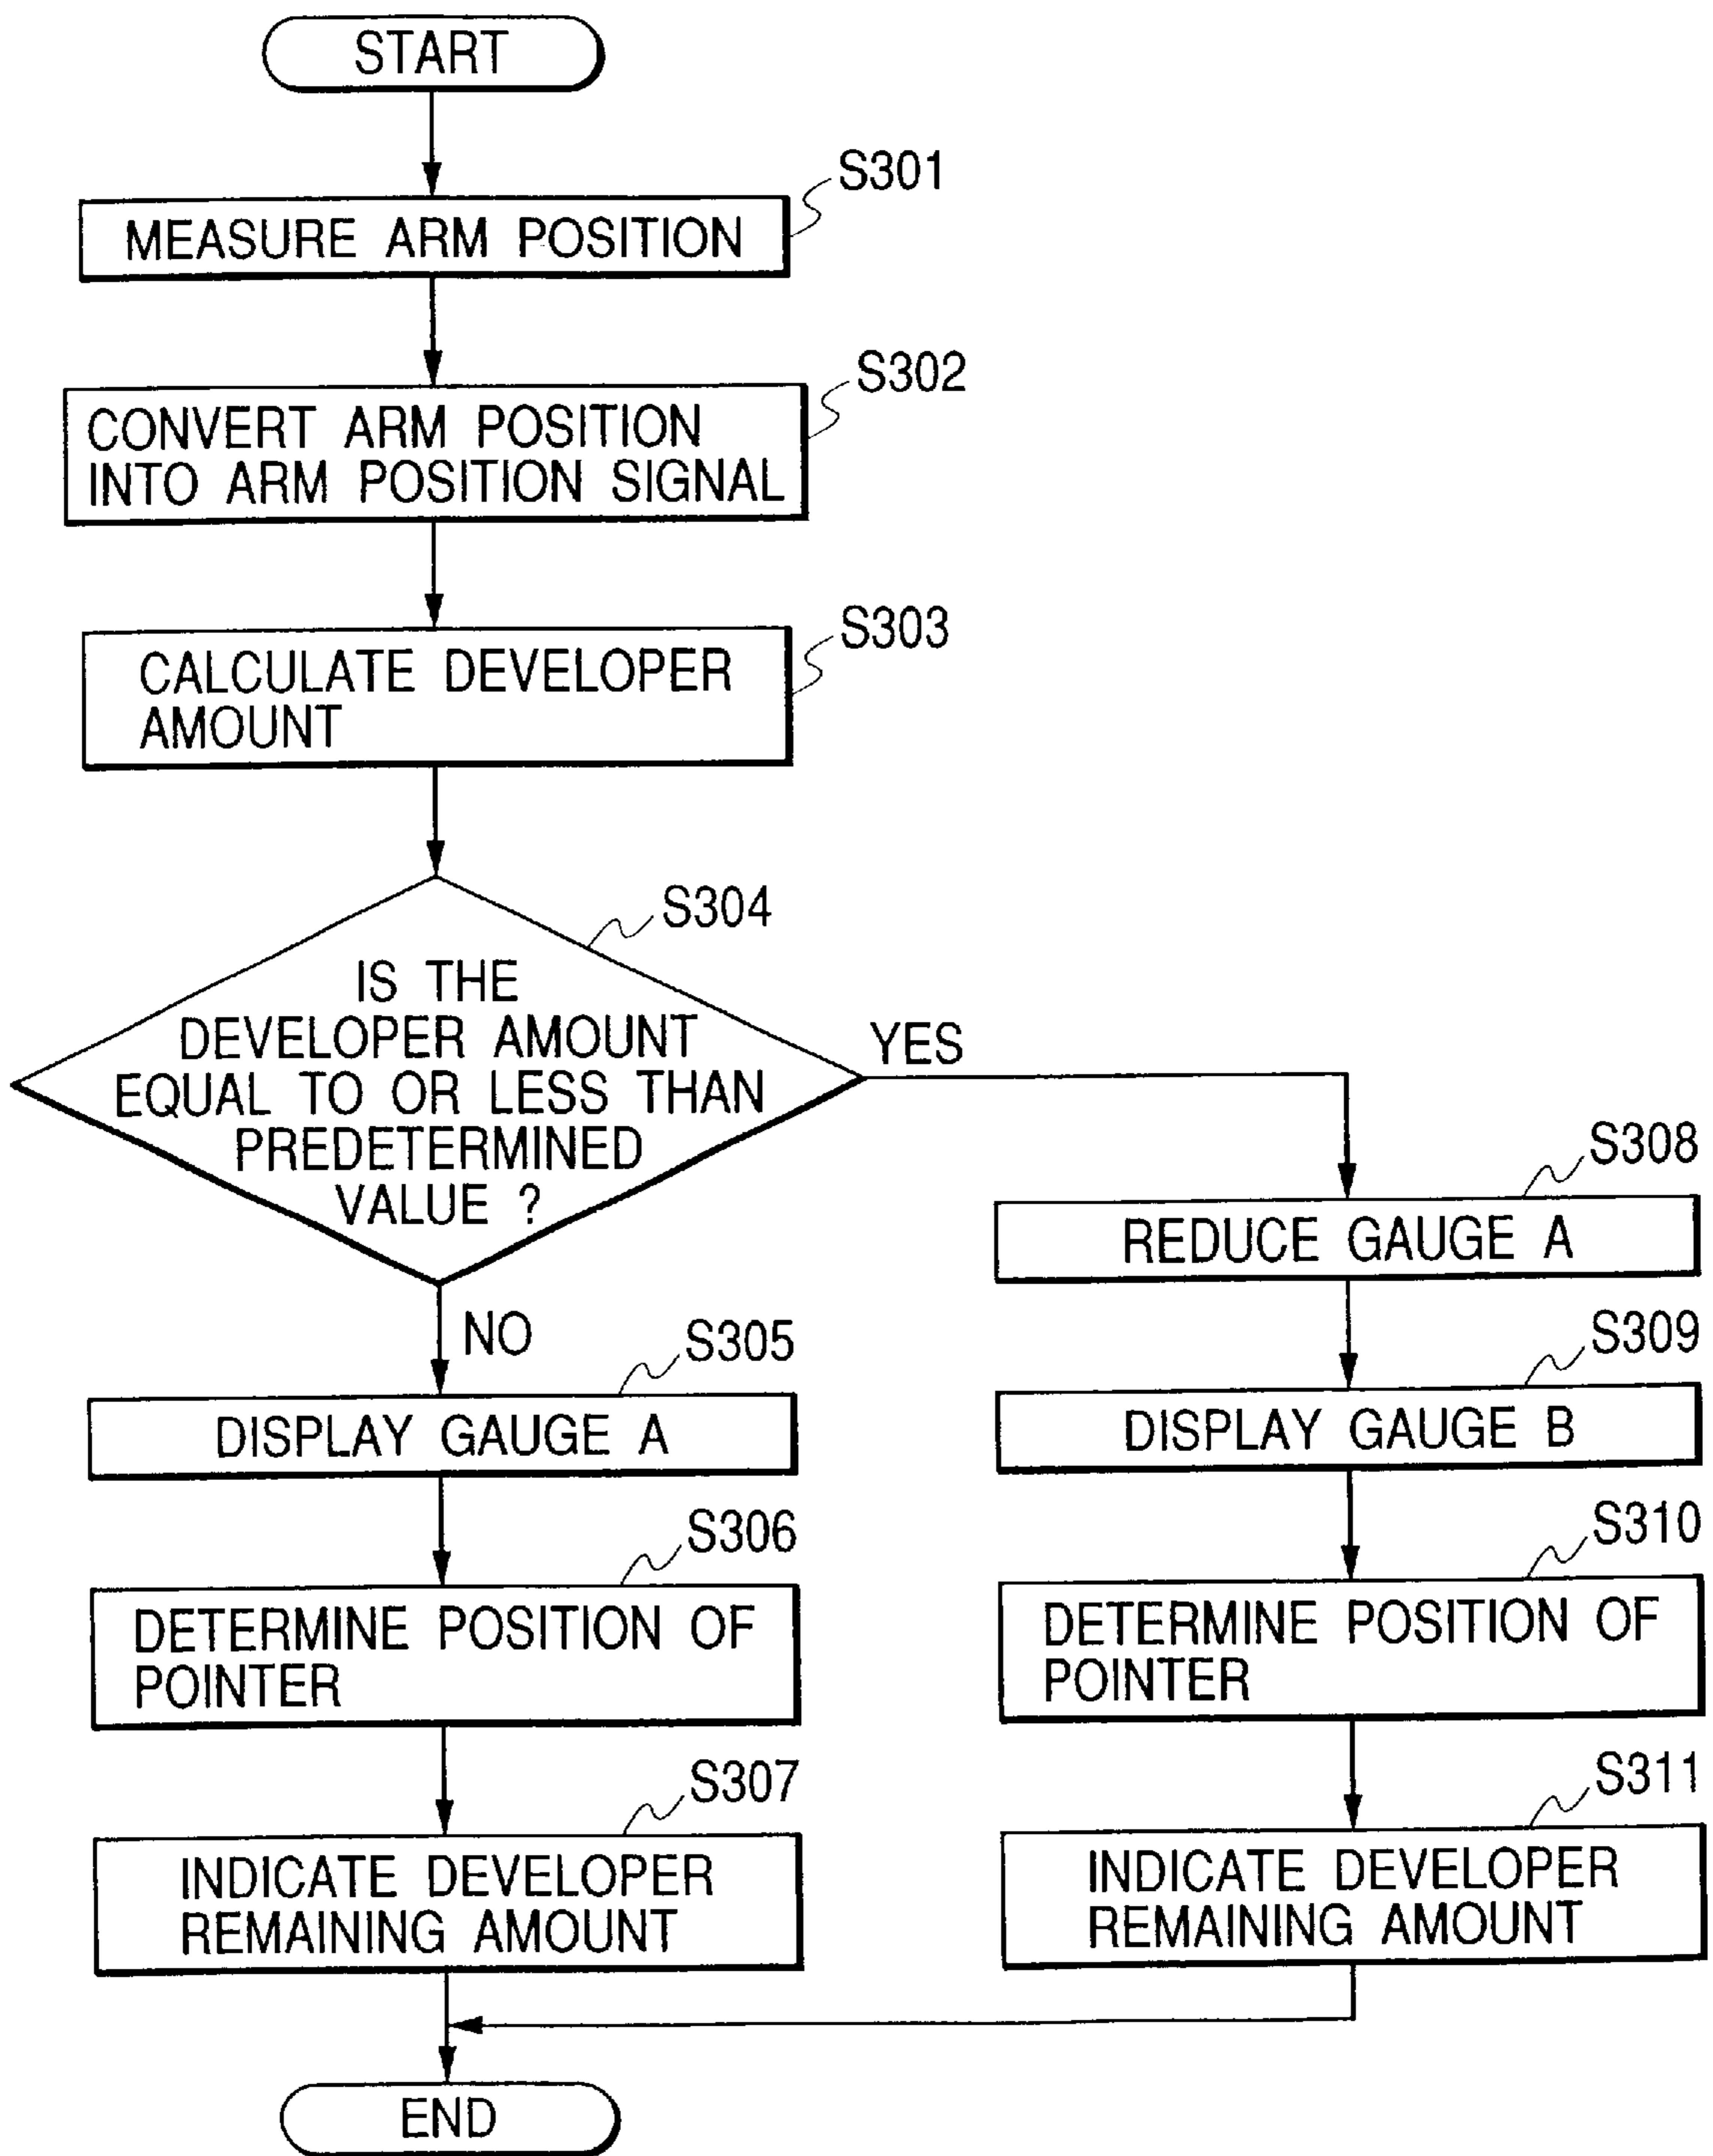 START
S301
MEASURE ARM POSITION
S302
CONVERT ARM POSITION
INTO ARM POSITION SIGNAL
S303
CALCULATE DEVELOPER
AMOUNT
S304
IS THE
DEVELOPER AMOUNT
EQUAL TO OR LESS THAN
PREDETERMINED
VALUE ?
YES
NO
S305
DISPLAY GAUGE A
S306
DETERMINE POSITION OF
POINTER
S307
INDICATE DEVELOPER
REMAINING AMOUNT
S308
REDUCE GAUGE A
S309
DISPLAY GAUGE B
S310
DETERMINE POSITION OF
POINTER
S311
INDICATE DEVELOPER
REMAINING AMOUNT
END